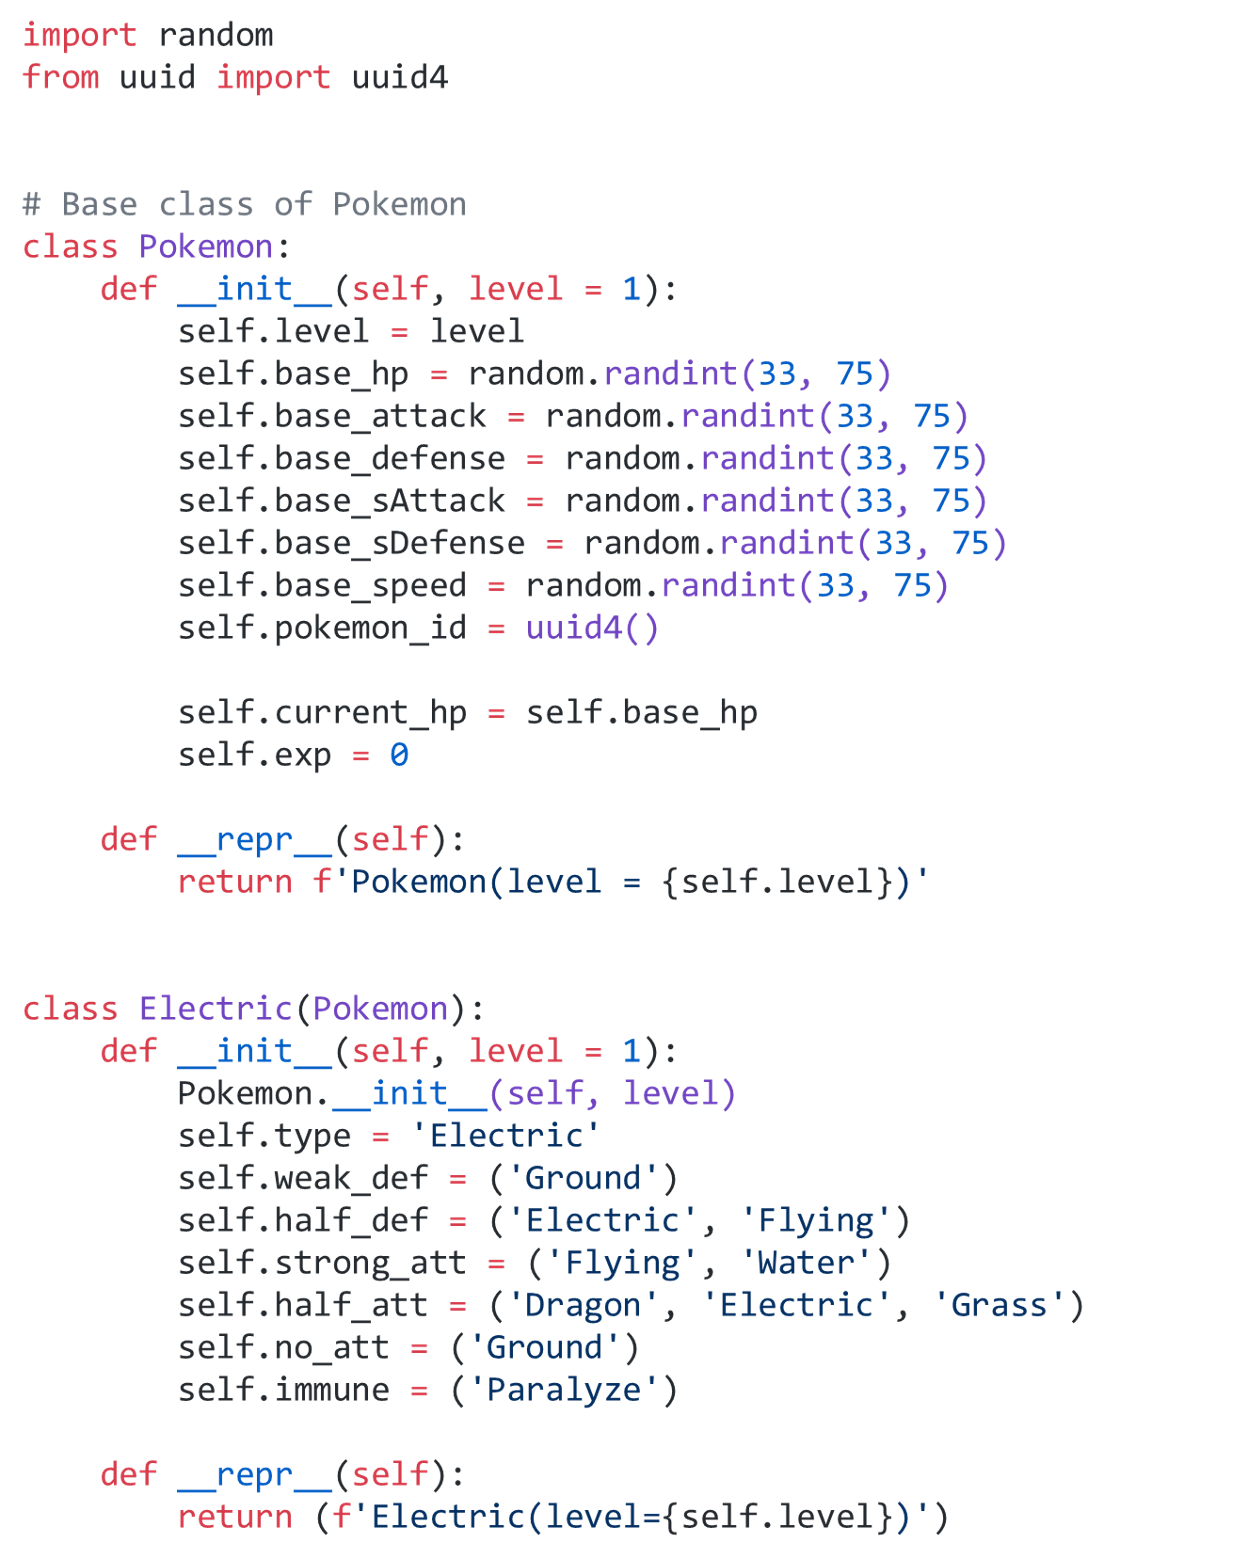 import random
from uuid import uuid4
# Base class of Pokemon
class Pokemon:
    def __init__(self, level = 1):
        self.level = level
        self.base_hp = random.randint(33, 75)
        self.base_attack = random.randint(33, 75)
        self.base_defense = random.randint(33, 75)
        self.base_sAttack = random.randint(33, 75)
        self.base_sDefense = random.randint(33, 75)
        self.base_speed = random.randint(33, 75)
        self.pokemon_id = uuid4()
        self.current_hp = self.base_hp
        self.exp = 0
    def __repr__(self):
        return f'Pokemon(level = {self.level})'
class Electric(Pokemon):
    def __init__(self, level = 1):
        Pokemon.__init__(self, level)
        self.type = 'Electric'
        self.weak_def = ('Ground')
        self.half_def = ('Electric', 'Flying')
        self.strong_att = ('Flying', 'Water')
        self.half_att = ('Dragon', 'Electric', 'Grass')
        self.no_att = ('Ground')
        self.immune = ('Paralyze')
    def __repr__(self):
        return (f'Electric(level={self.level})')